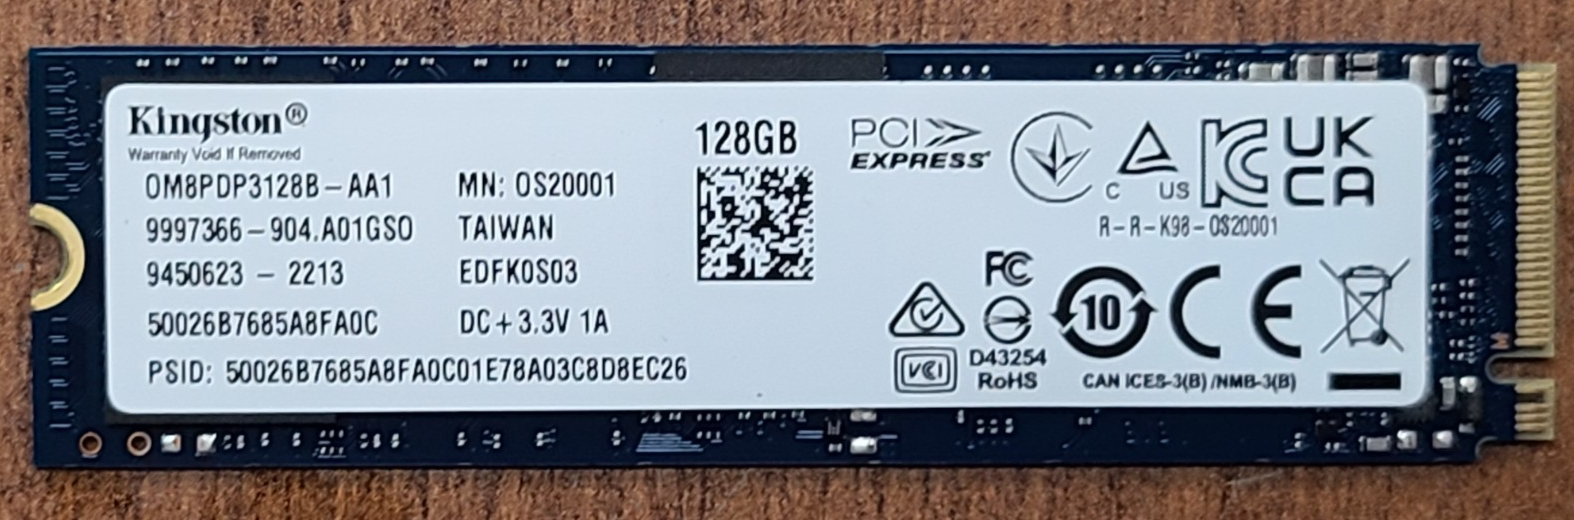 Kingston®
Warranty Void If Removed
OM8PDP3128B-AA1 MN: OS20001
9997366-904.A01GSO TAIWAN
9450623 - 2213 EDFK0S03
50026B7685A8FA0C DC+3.3V 1A
PSID: 50026B7685A8FA0C01E78A03C8D8EC26
128GB
PCI EXPRESS®
C US
KC
UK
CA
R-R-K98-OS20001
FC
D43254
RoHS
VCI
10
CE
CAN ICES-3(B)/NMB-3(B)
M